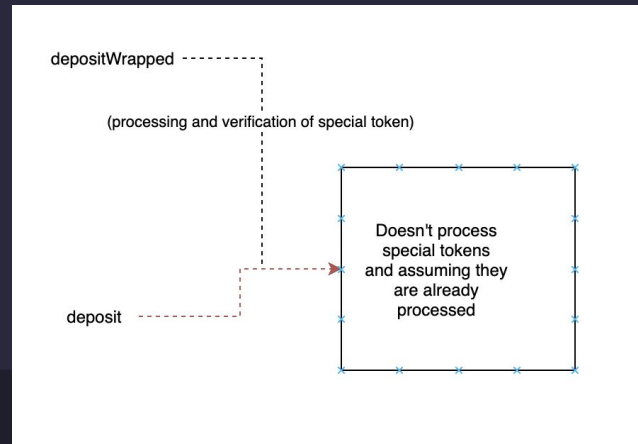 depositWrapped
(processing and verification of special token)
Doesn't process
special tokens
and assuming they
are already
processed
deposit